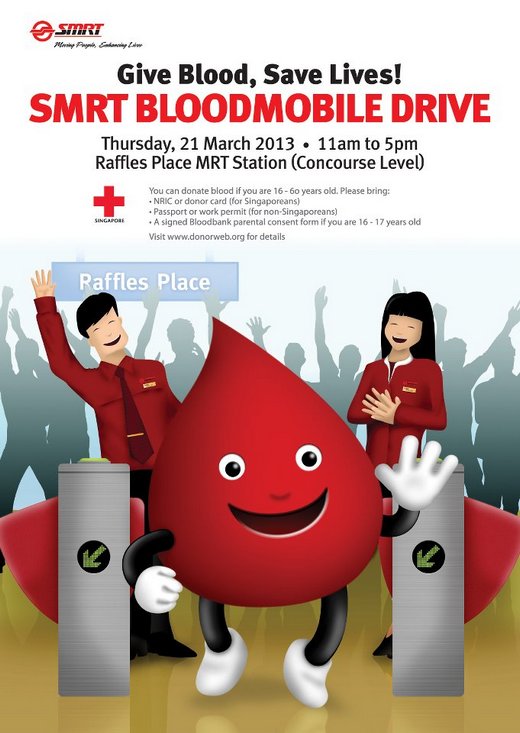 SMRT
Moving People, Enhancing Lives
Give Blood, Save Lives!
SMRT BLOODMOBILE DRIVE
Thursday, 21 March 2013 • 11am to 5pm
Raffles Place MRT Station (Concourse Level)
SINGAPORE
You can donate blood if you are 16 - 60 years old. Please bring:
• NRIC or donor card (for Singaporeans)
• Passport or work permit (for non-Singaporeans)
• A signed Bloodbank parental consent form if you are 16 - 17 years old
Visit www.donorweb.org for details
Raffles Place